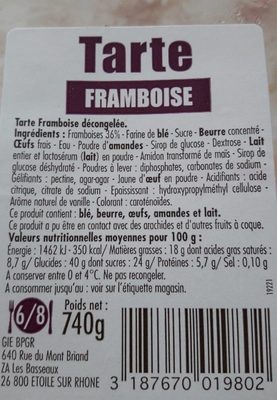 Tarte
FRAMBOISE
Tarte Framboise décongelée.
Ingrédients : Framboises 36% - Farine de blé - Sucre - Beurre concentré -
Œufs frais - Eau - Poudre d'amandes - Sirop de glucose - Dextrose - Lait
entier et lactosérum (lait) en poudre - Amidon transformé de maïs - Sirop de
glucose déshydraté - Poudres à lever : diphosphates, carbonates de sodium -
Gélifiants : pectine, agar-agar - Jaune d'œuf en poudre - Acidifiants : acide
citrique, citrate de sodium - Epaississant : hydroxypropylméthyl cellulose -
Arôme naturel de vanille - Colorant : caroténoïdes.
Ce produit contient : blé, beurre, œufs, amandes et lait.
Ce produit a pu être en contact avec des arachides et d'autres fruits à coque.
Valeurs nutritionnelles moyennes pour 100 g :
Énergie : 1462 kJ - 350 kcal/ Matières grasses : 18 g dont acides gras saturés :
8,7 g/ Glucides : 40 g dont sucres : 24 g/ Protéines : 5,7 g/ Sel : 0,10 g
A conserver entre 0 et 4°C. Ne pas recongeler.
A consommer jusqu'au : voir sur l'étiquette magasin.
19221
6/8
Poids net :
740g
GIE BPGR
640 Rue du Mont Briand
ZA Les Basseaux
26 800 ETOILE SUR RHONE
3 187670 019802